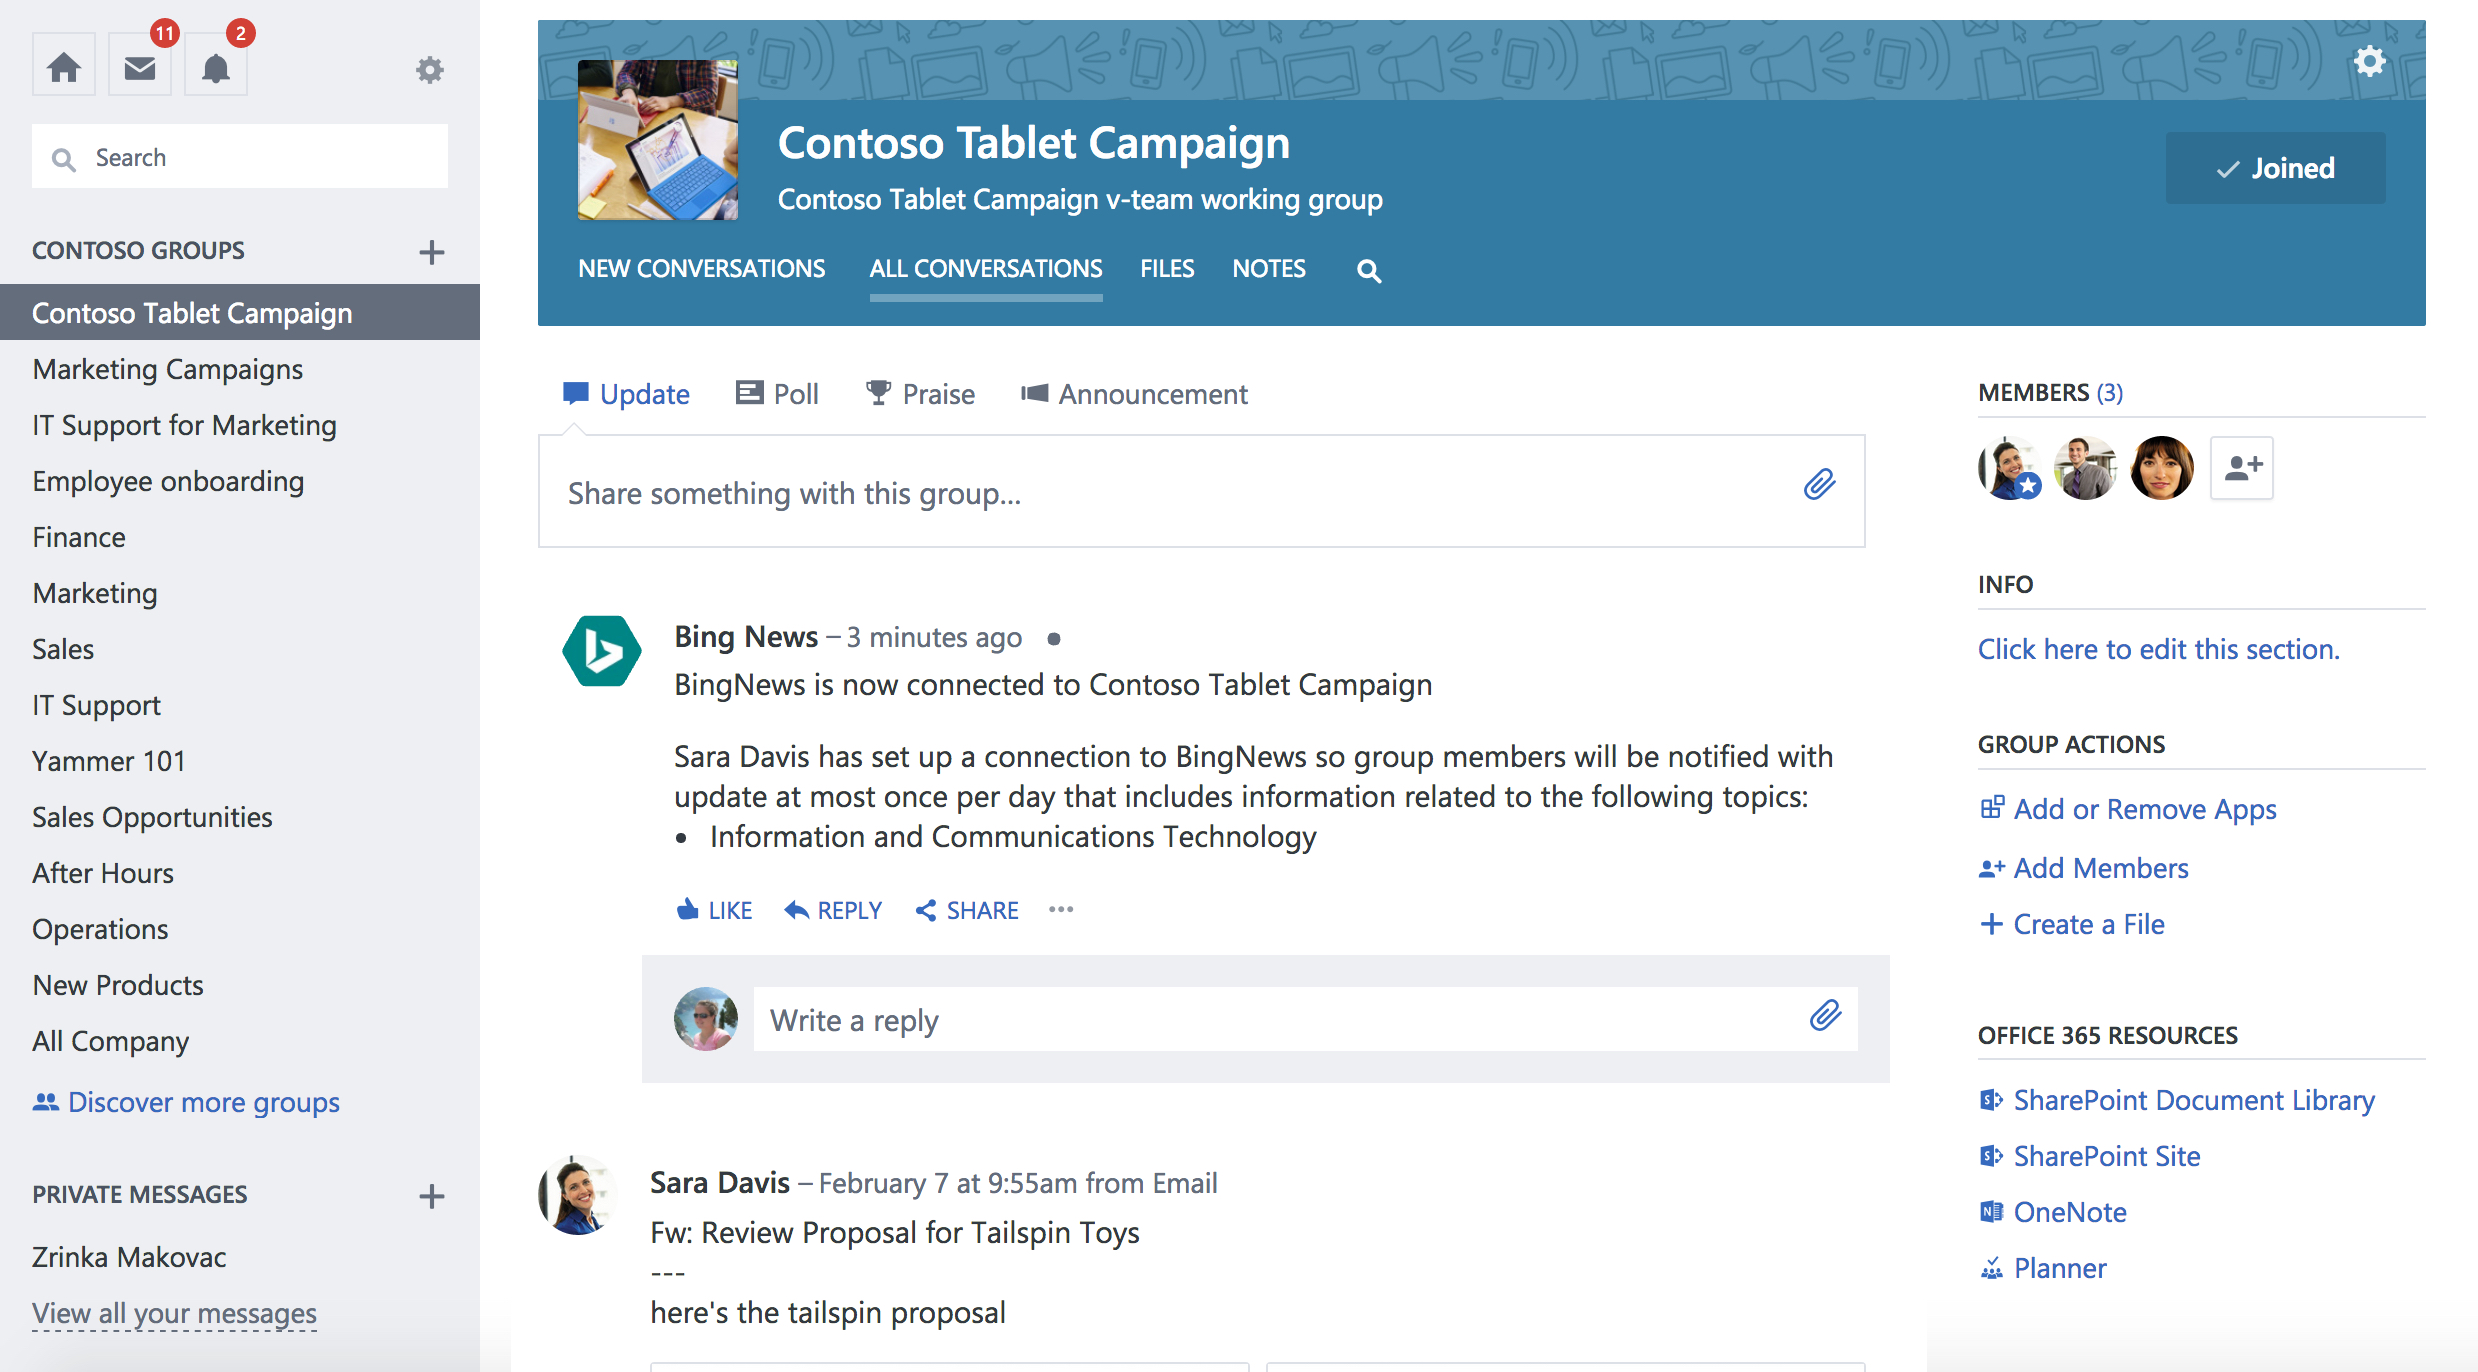 11
2
Search
CONTOSO GROUPS
Contoso Tablet Campaign
Marketing Campaigns
IT Support for Marketing
Employee onboarding
Finance
Marketing
Sales
IT Support
Yammer 101
Sales Opportunities
After Hours
Operations
New Products
All Company
Discover more groups
PRIVATE MESSAGES
Zrinka Makovac
View all your messages
Contoso Tablet Campaign
Contoso Tablet Campaign v-team working group
Joined
NEW CONVERSATIONS ALL CONVERSATIONS FILES NOTES
Update Poll Praise Announcement
Share something with this group...
Bing News – 3 minutes ago
BingNews is now connected to Contoso Tablet Campaign
Sara Davis has set up a connection to BingNews so group members will be notified with
update at most once per day that includes information related to the following topics:
• Information and Communications Technology
LIKE REPLY SHARE
Write a reply
Sara Davis – February 7 at 9:55am from Email
Fw: Review Proposal for Tailspin Toys
---
here's the tailspin proposal
MEMBERS (3)
INFO
Click here to edit this section.
GROUP ACTIONS
Add or Remove Apps
Add Members
Create a File
OFFICE 365 RESOURCES
SharePoint Document Library
SharePoint Site
OneNote
Planner